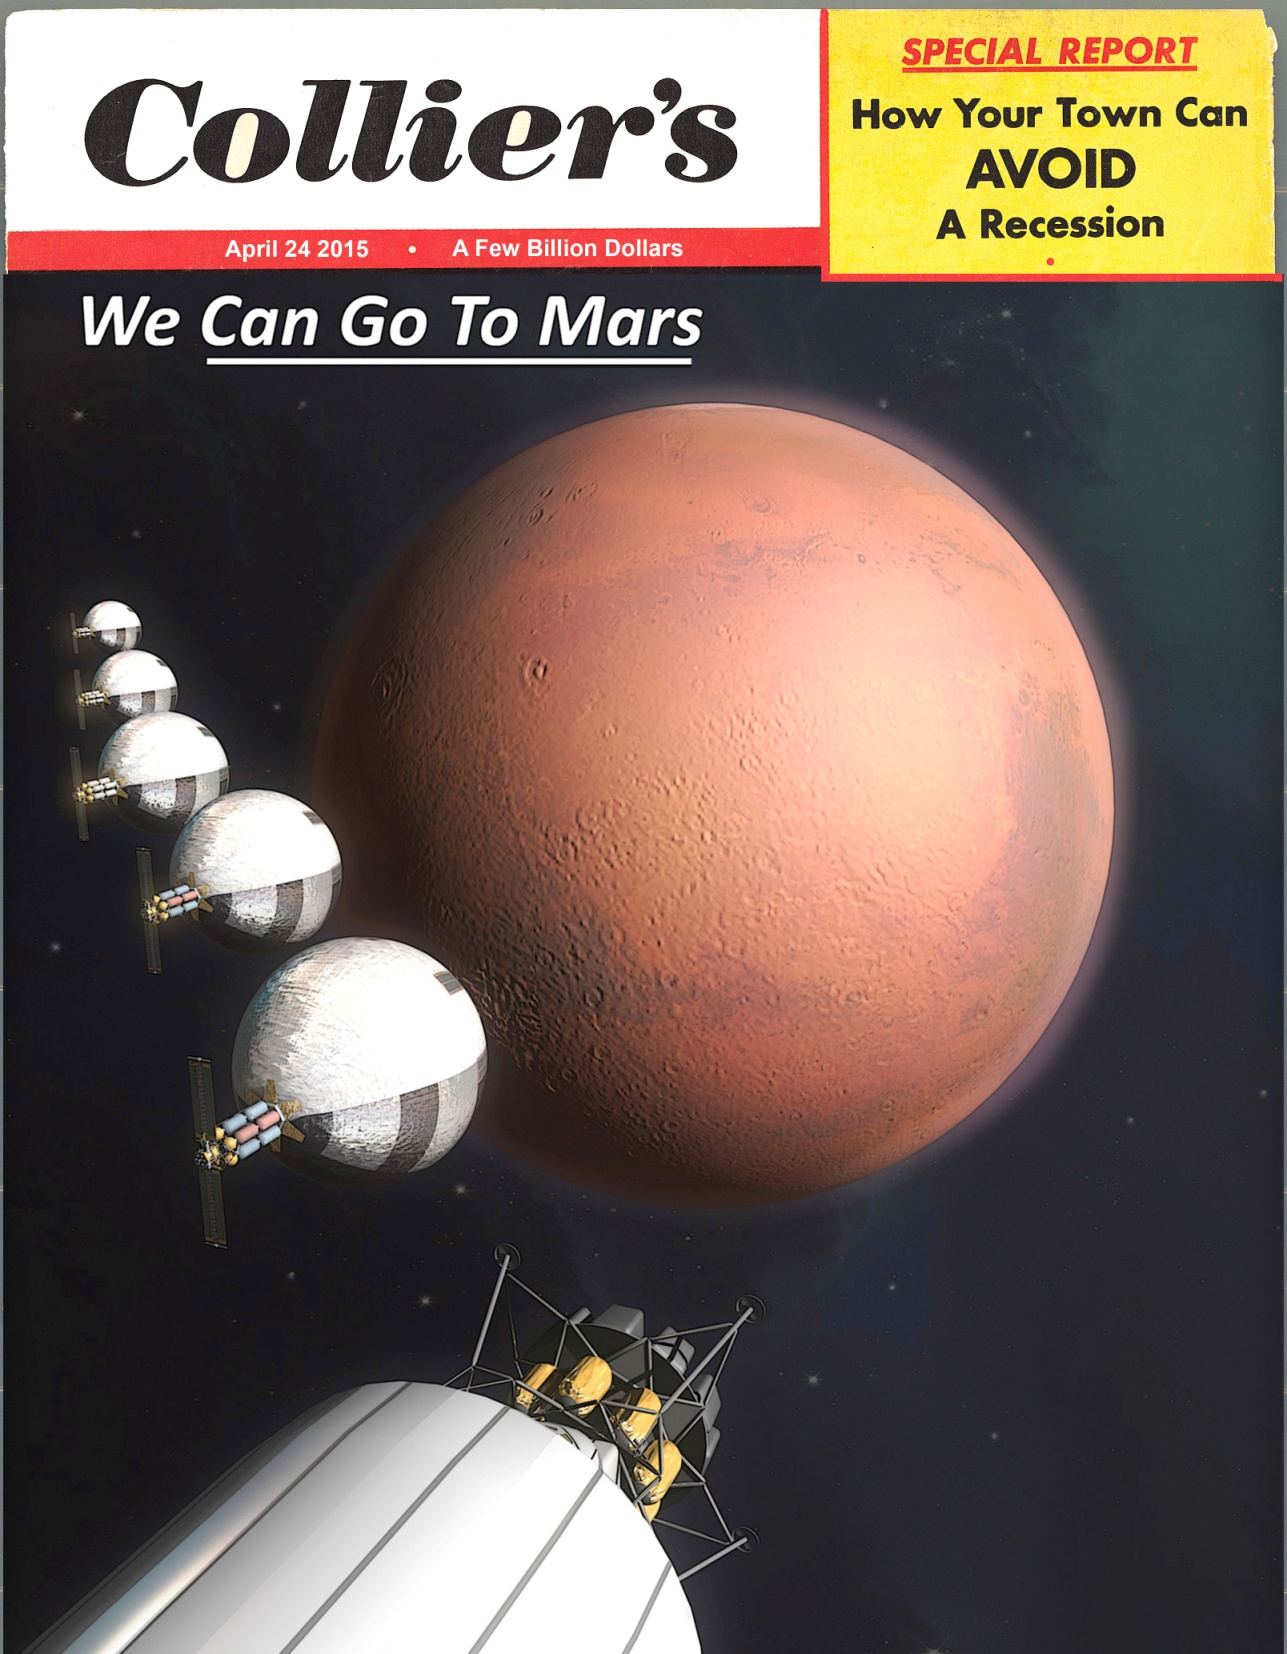 Collier's
SPECIAL REPORT
How Your Town Can
AVOID
A Recession
April 24 2015 • A Few Billion Dollars
We Can Go To Mars